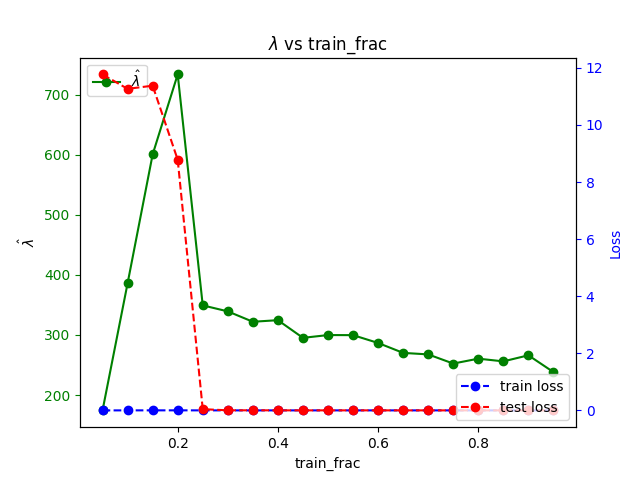 λ vs train_frac
λ̂
700
600
500
400
300
200
λ̂
12
10
8
6
4
2
0
Loss
train loss
test loss
0.2
0.4
0.6
0.8
train_frac